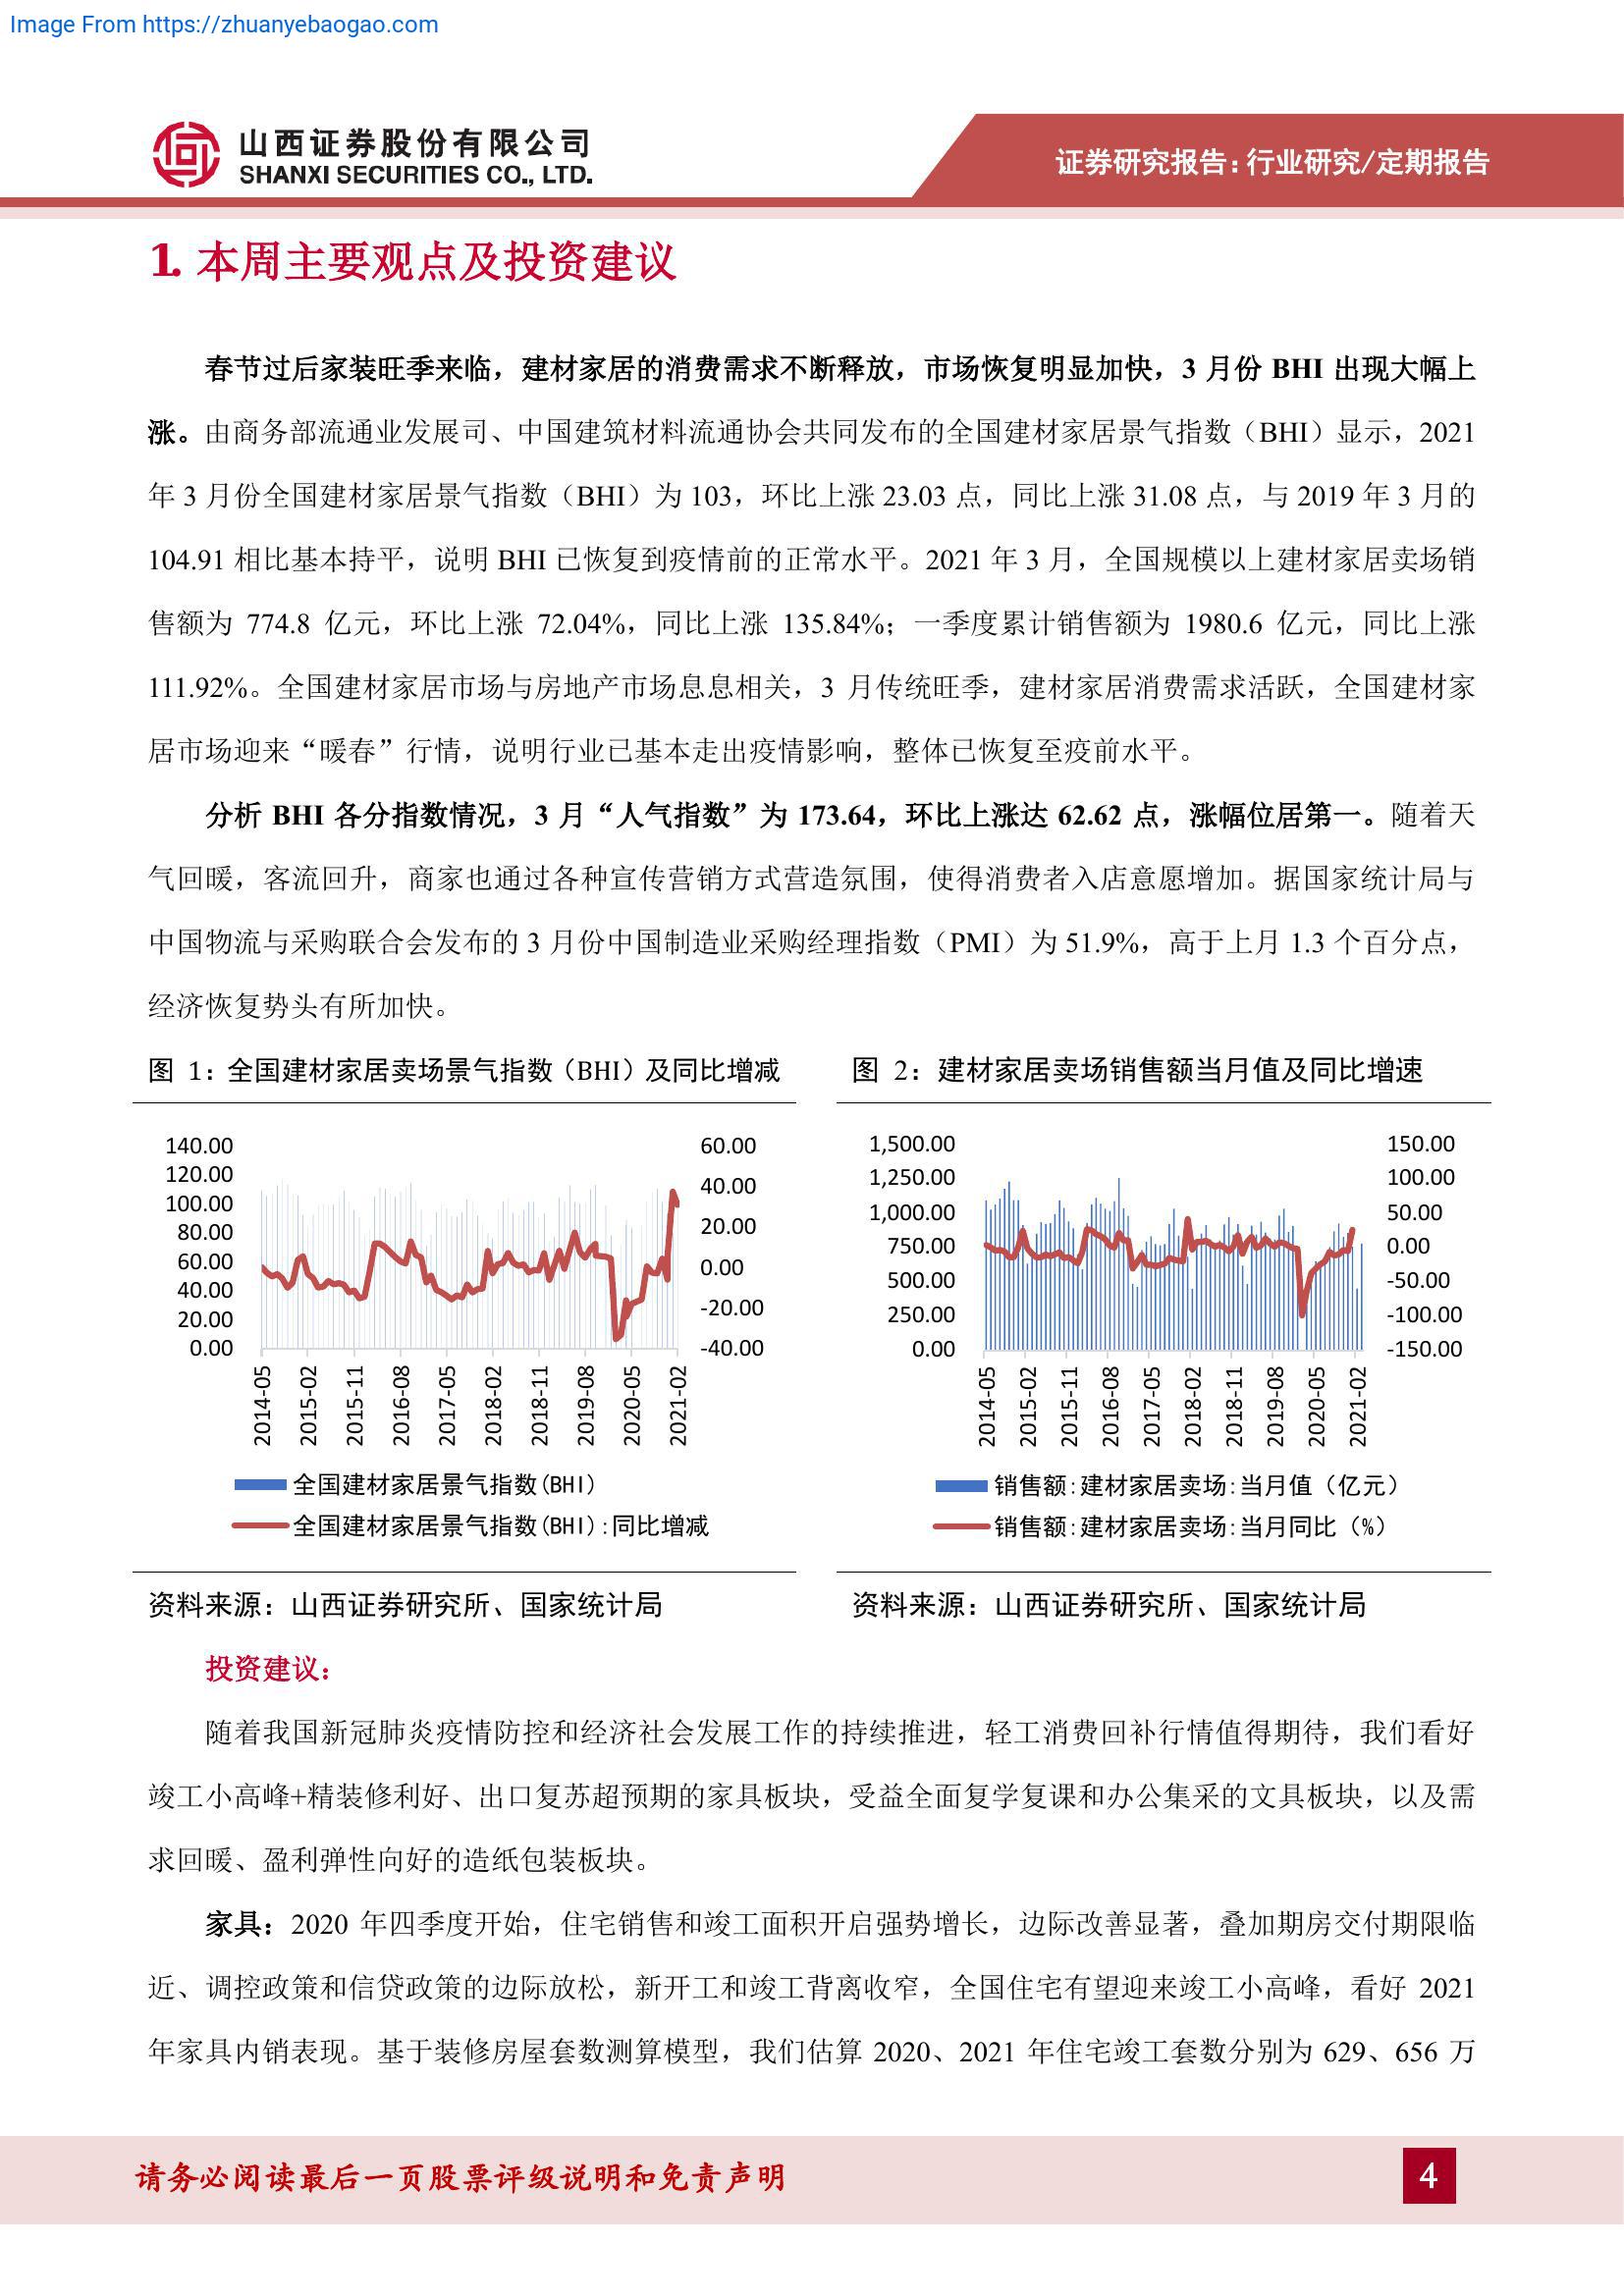 Image From https://zhuanyebaogao.com
山西证券股份有限公司
SHANXI SECURITIES CO., LTD.
证券研究报告：行业研究/定期报告
1. 本周主要观点及投资建议
春节过后家装旺季来临，建材家居的消费需求不断释放，市场恢复明显加快，3 月份 BHI 出现大幅上
涨。由商务部流通业发展司、中国建筑材料流通协会共同发布的全国建材家居景气指数（BHI）显示，2021
年 3 月份全国建材家居景气指数（BHI）为 103，环比上涨 23.03 点，同比上涨 31.08 点，与 2019 年 3 月的
104.91 相比基本持平，说明 BHI 已恢复到疫情前的正常水平。2021 年 3 月，全国规模以上建材家居卖场销
售额为 774.8 亿元，环比上涨 72.04%，同比上涨 135.84%；一季度累计销售额为 1980.6 亿元，同比上涨
111.92%。全国建材家居市场与房地产市场息息相关，3 月传统旺季，建材家居消费需求活跃，全国建材家
居市场迎来“暖春”行情，说明行业已基本走出疫情影响，整体已恢复至疫前水平。
分析 BHI 各分指数情况，3 月“人气指数”为 173.64，环比上涨达 62.62 点，涨幅位居第一。随着天
气回暖，客流回升，商家也通过各种宣传营销方式营造氛围，使得消费者入店意愿增加。据国家统计局与
中国物流与采购联合会发布的 3 月份中国制造业采购经理指数（PMI）为 51.9%，高于上月 1.3 个百分点，
经济恢复势头有所加快。
图 1：全国建材家居卖场景气指数（BHI）及同比增减
140.00
120.00
100.00
80.00
60.00
40.00
20.00
0.00
60.00
40.00
20.00
0.00
-20.00
-40.00
2014-05
2015-02
2015-11
2016-08
2017-05
2018-02
2018-11
2019-08
2020-05
2021-02
全国建材家居景气指数(BHI)
全国建材家居景气指数(BHI):同比增减
资料来源：山西证券研究所、国家统计局
图 2：建材家居卖场销售额当月值及同比增速
1,500.00
1,250.00
1,000.00
750.00
500.00
250.00
0.00
150.00
100.00
50.00
0.00
-50.00
-100.00
-150.00
2014-05
2015-02
2015-11
2016-08
2017-05
2018-02
2018-11
2019-08
2020-05
2021-02
销售额:建材家居卖场:当月值（亿元）
销售额:建材家居卖场:当月同比（%）
资料来源：山西证券研究所、国家统计局
投资建议：
随着我国新冠肺炎疫情防控和经济社会发展工作的持续推进，轻工消费回补行情值得期待，我们看好
竣工小高峰+精装修利好、出口复苏超预期的家具板块，受益全面复学复课和办公集采的文具板块，以及需
求回暖、盈利弹性向好的造纸包装板块。
家具：2020 年四季度开始，住宅销售和竣工面积开启强势增长，边际改善显著，叠加期房交付期限临
近、调控政策和信贷政策的边际放松，新开工和竣工背离收窄，全国住宅有望迎来竣工小高峰，看好 2021
年家具内销表现。基于装修房屋套数测算模型，我们估算 2020、2021 年住宅竣工套数分别为 629、656 万
请务必阅读最后一页股票评级说明和免责声明
4